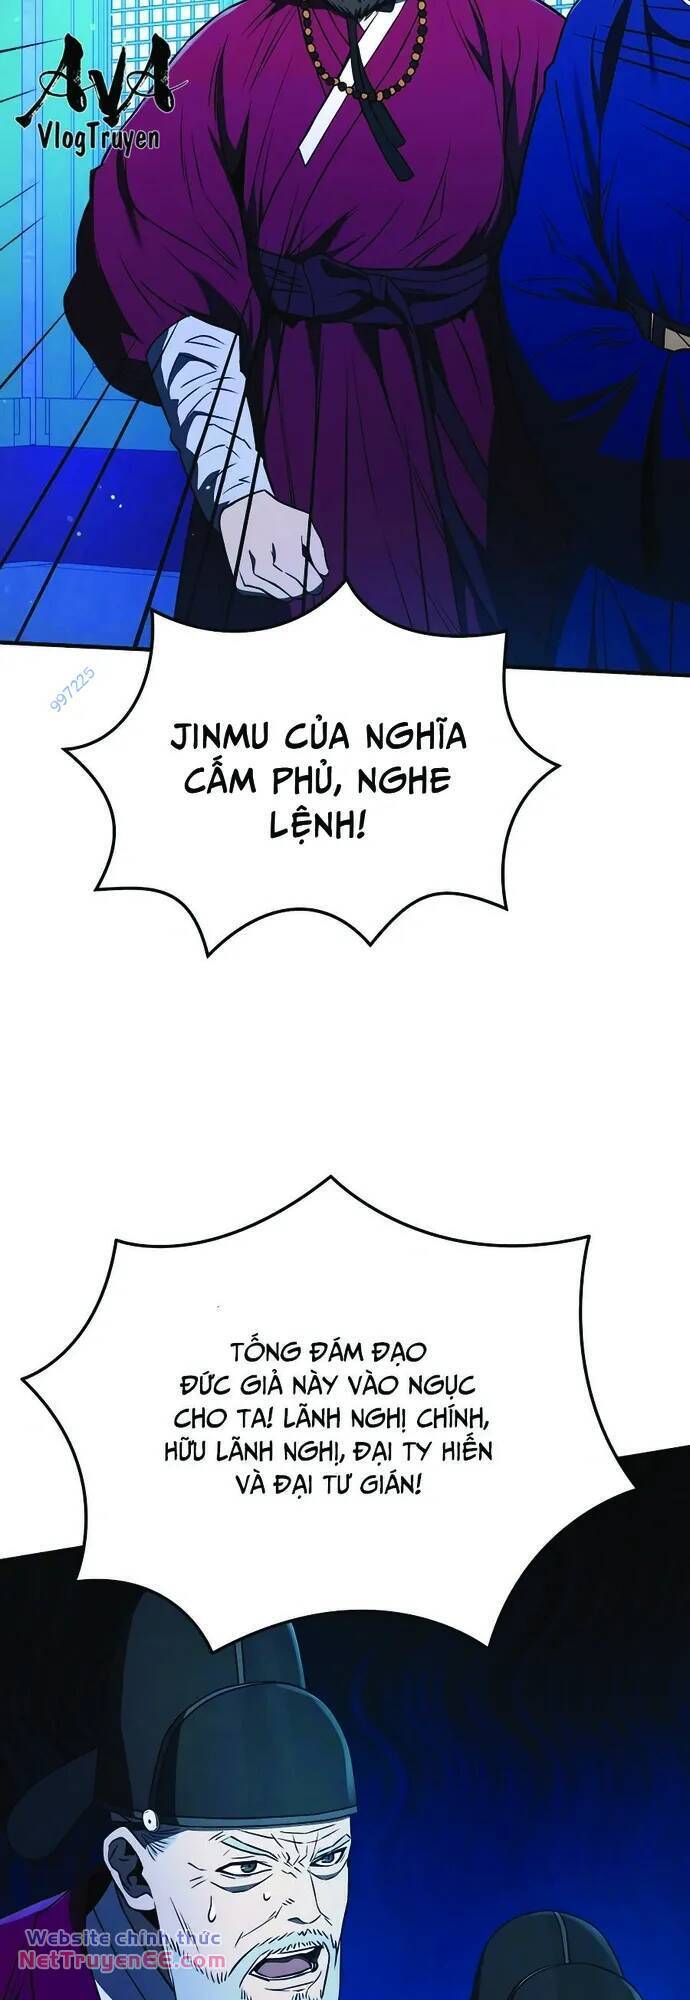 AVA
VlogTruyen
997225
JINMU CỦA NGHĨA
CẤM PHỦ, NGHE
LỆNH!
TỐNG ĐÁM ĐẠO
ĐỨC GIẢ NÀY VÀO NGỤC
CHO TA! LÃNH NGHỊ CHÍNH,
HỮU LÃNH NGHỊ, ĐẠI TY HIẾN
VÀ ĐẠI TƯ GIÁN!
Website chính thức
NetTruyenEE.com